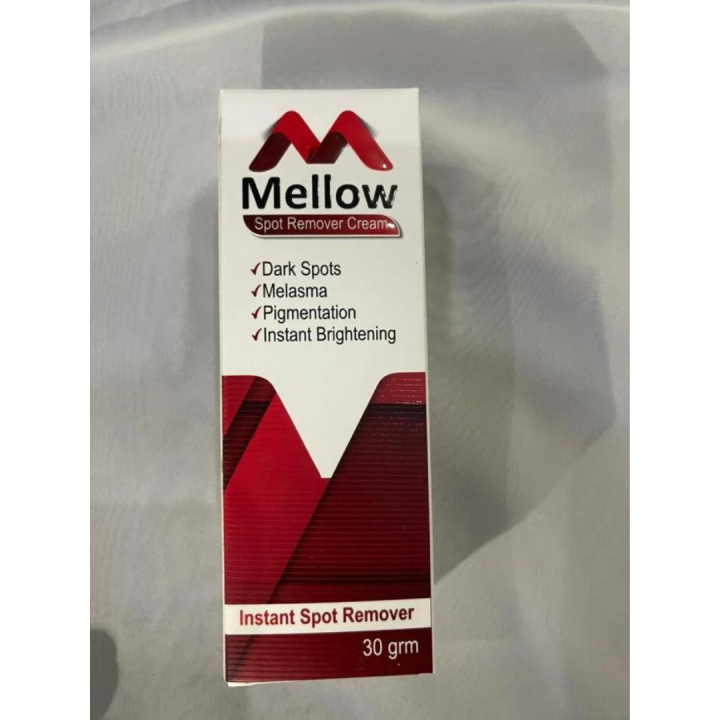 Mellow
Spot Remover Cream
✓Dark Spots
✓Melasma
✓Pigmentation
✓Instant Brightening
Instant Spot Remover
30 grm